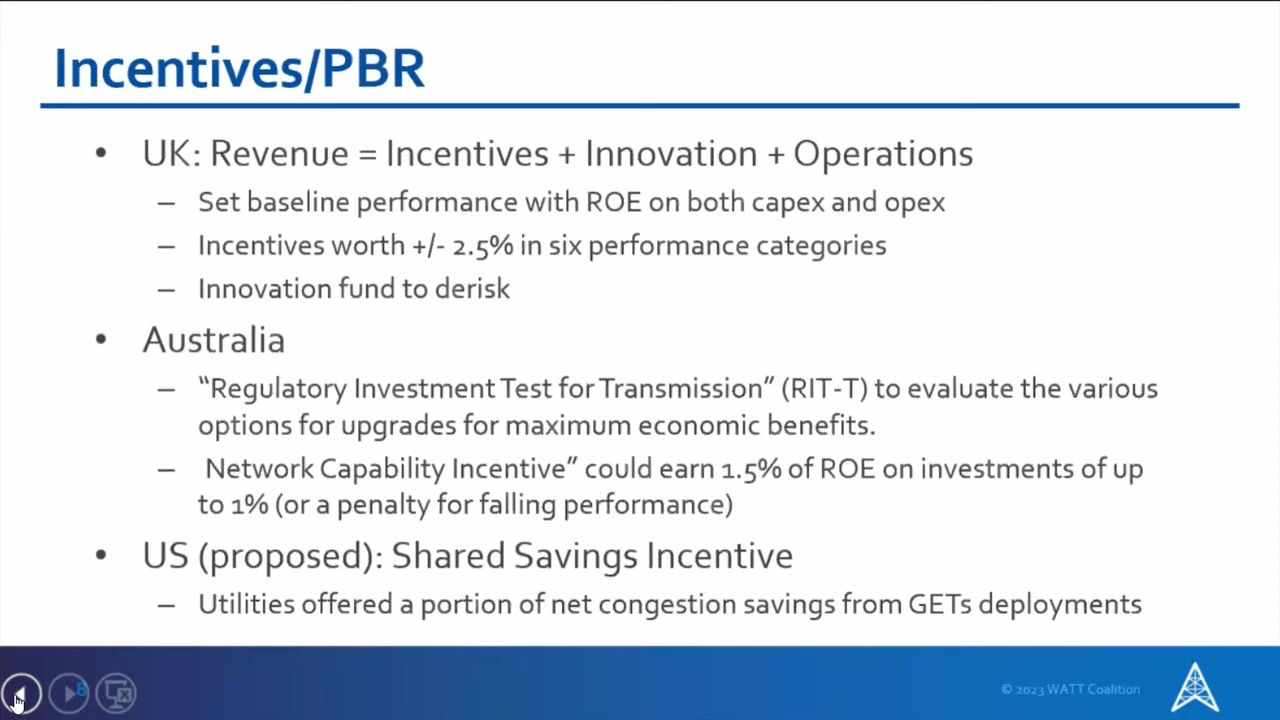 Incentives/PBR
• UK: Revenue = Incentives + Innovation + Operations
– Set baseline performance with ROE on both capex and opex
– Incentives worth +/- 2.5% in six performance categories
– Innovation fund to derisk
• Australia
– “Regulatory Investment Test for Transmission” (RIT-T) to evaluate the various
options for upgrades for maximum economic benefits.
– Network Capability Incentive” could earn 1.5% of ROE on investments of up
to 1% (or a penalty for falling performance)
• US (proposed): Shared Savings Incentive
– Utilities offered a portion of net congestion savings from GETs deployments
8
© 2023 WATT Coalition